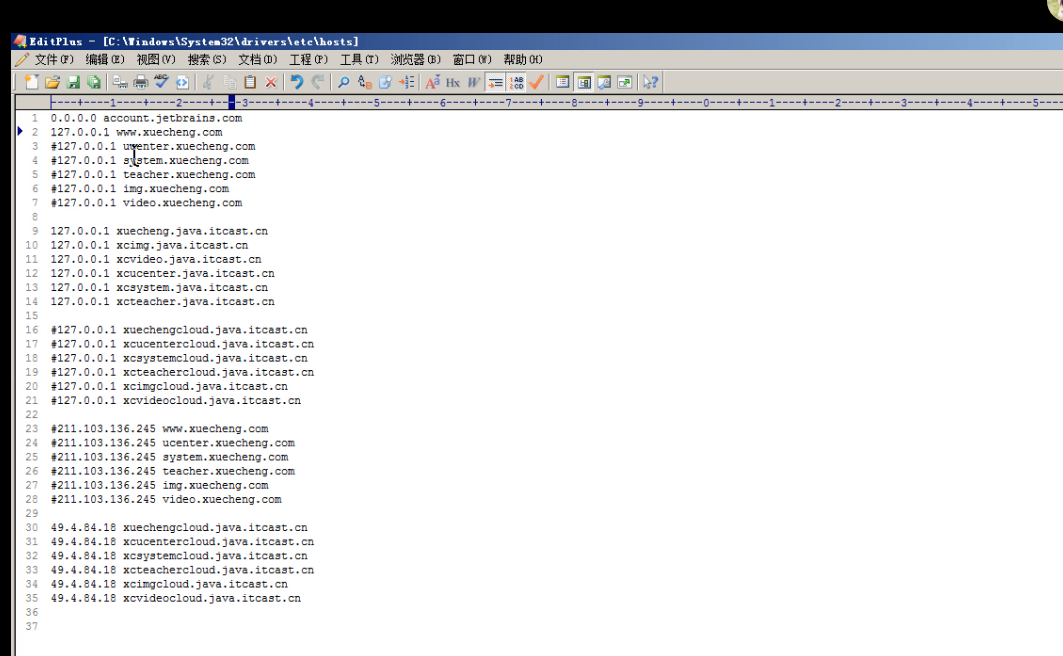 EditPlus - [C:\Windows\System32\drivers\etc\hosts]
文件(F) 编辑(E) 视图(V) 搜索(S) 文档(D) 工程(P) 工具(T) 浏览器(B) 窗口(W) 帮助(H)
----+----1----+----2----+----3----+----4----+----5----+----6----+----7----+----8----+----9----+----0----+----1----+----2----+----3----+----4----+----5----
1 0.0.0.0 account.jetbrains.com
2 127.0.0.1 www.xuecheng.com
3 #127.0.0.1 ucenter.xuecheng.com
4 #127.0.0.1 system.xuecheng.com
5 #127.0.0.1 teacher.xuecheng.com
6 #127.0.0.1 img.xuecheng.com
7 #127.0.0.1 video.xuecheng.com
8
9 127.0.0.1 xuecheng.java.itcast.cn
10 127.0.0.1 xcimg.java.itcast.cn
11 127.0.0.1 xcvideo.java.itcast.cn
12 127.0.0.1 xcucenter.java.itcast.cn
13 127.0.0.1 xcsystem.java.itcast.cn
14 127.0.0.1 xcteacher.java.itcast.cn
15
16 #127.0.0.1 xuechengcloud.java.itcast.cn
17 #127.0.0.1 xcucentercloud.java.itcast.cn
18 #127.0.0.1 xcsystemcloud.java.itcast.cn
19 #127.0.0.1 xcteachercloud.java.itcast.cn
20 #127.0.0.1 xcimgcloud.java.itcast.cn
21 #127.0.0.1 xcvideocloud.java.itcast.cn
22
23 #211.103.136.245 www.xuecheng.com
24 #211.103.136.245 ucenter.xuecheng.com
25 #211.103.136.245 system.xuecheng.com
26 #211.103.136.245 teacher.xuecheng.com
27 #211.103.136.245 img.xuecheng.com
28 #211.103.136.245 video.xuecheng.com
29
30 49.4.84.18 xuechengcloud.java.itcast.cn
31 49.4.84.18 xcucentercloud.java.itcast.cn
32 49.4.84.18 xcsystemcloud.java.itcast.cn
33 49.4.84.18 xcteachercloud.java.itcast.cn
34 49.4.84.18 xcimgcloud.java.itcast.cn
35 49.4.84.18 xcvideocloud.java.itcast.cn
36
37